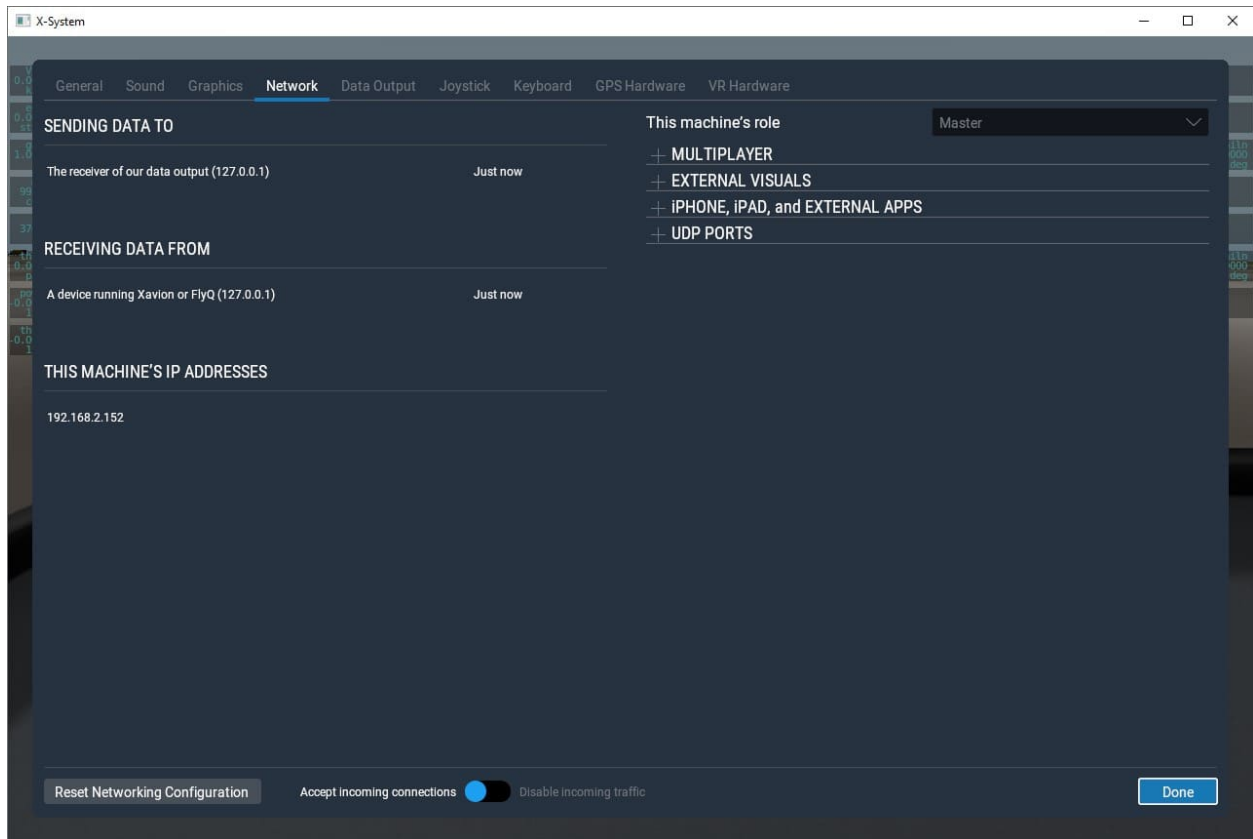 X-System
General Sound Graphics Network Data Output Joystick Keyboard GPS Hardware VR Hardware
SENDING DATA TO
The receiver of our data output (127.0.0.1) Just now
RECEIVING DATA FROM
A device running Xavion or FlyQ (127.0.0.1) Just now
THIS MACHINE'S IP ADDRESSES
192.168.2.152
This machine's role Master
MULTIPLAYER
EXTERNAL VISUALS
iPHONE, iPAD, and EXTERNAL APPS
UDP PORTS
Reset Networking Configuration Accept incoming connections Disable incoming traffic Done